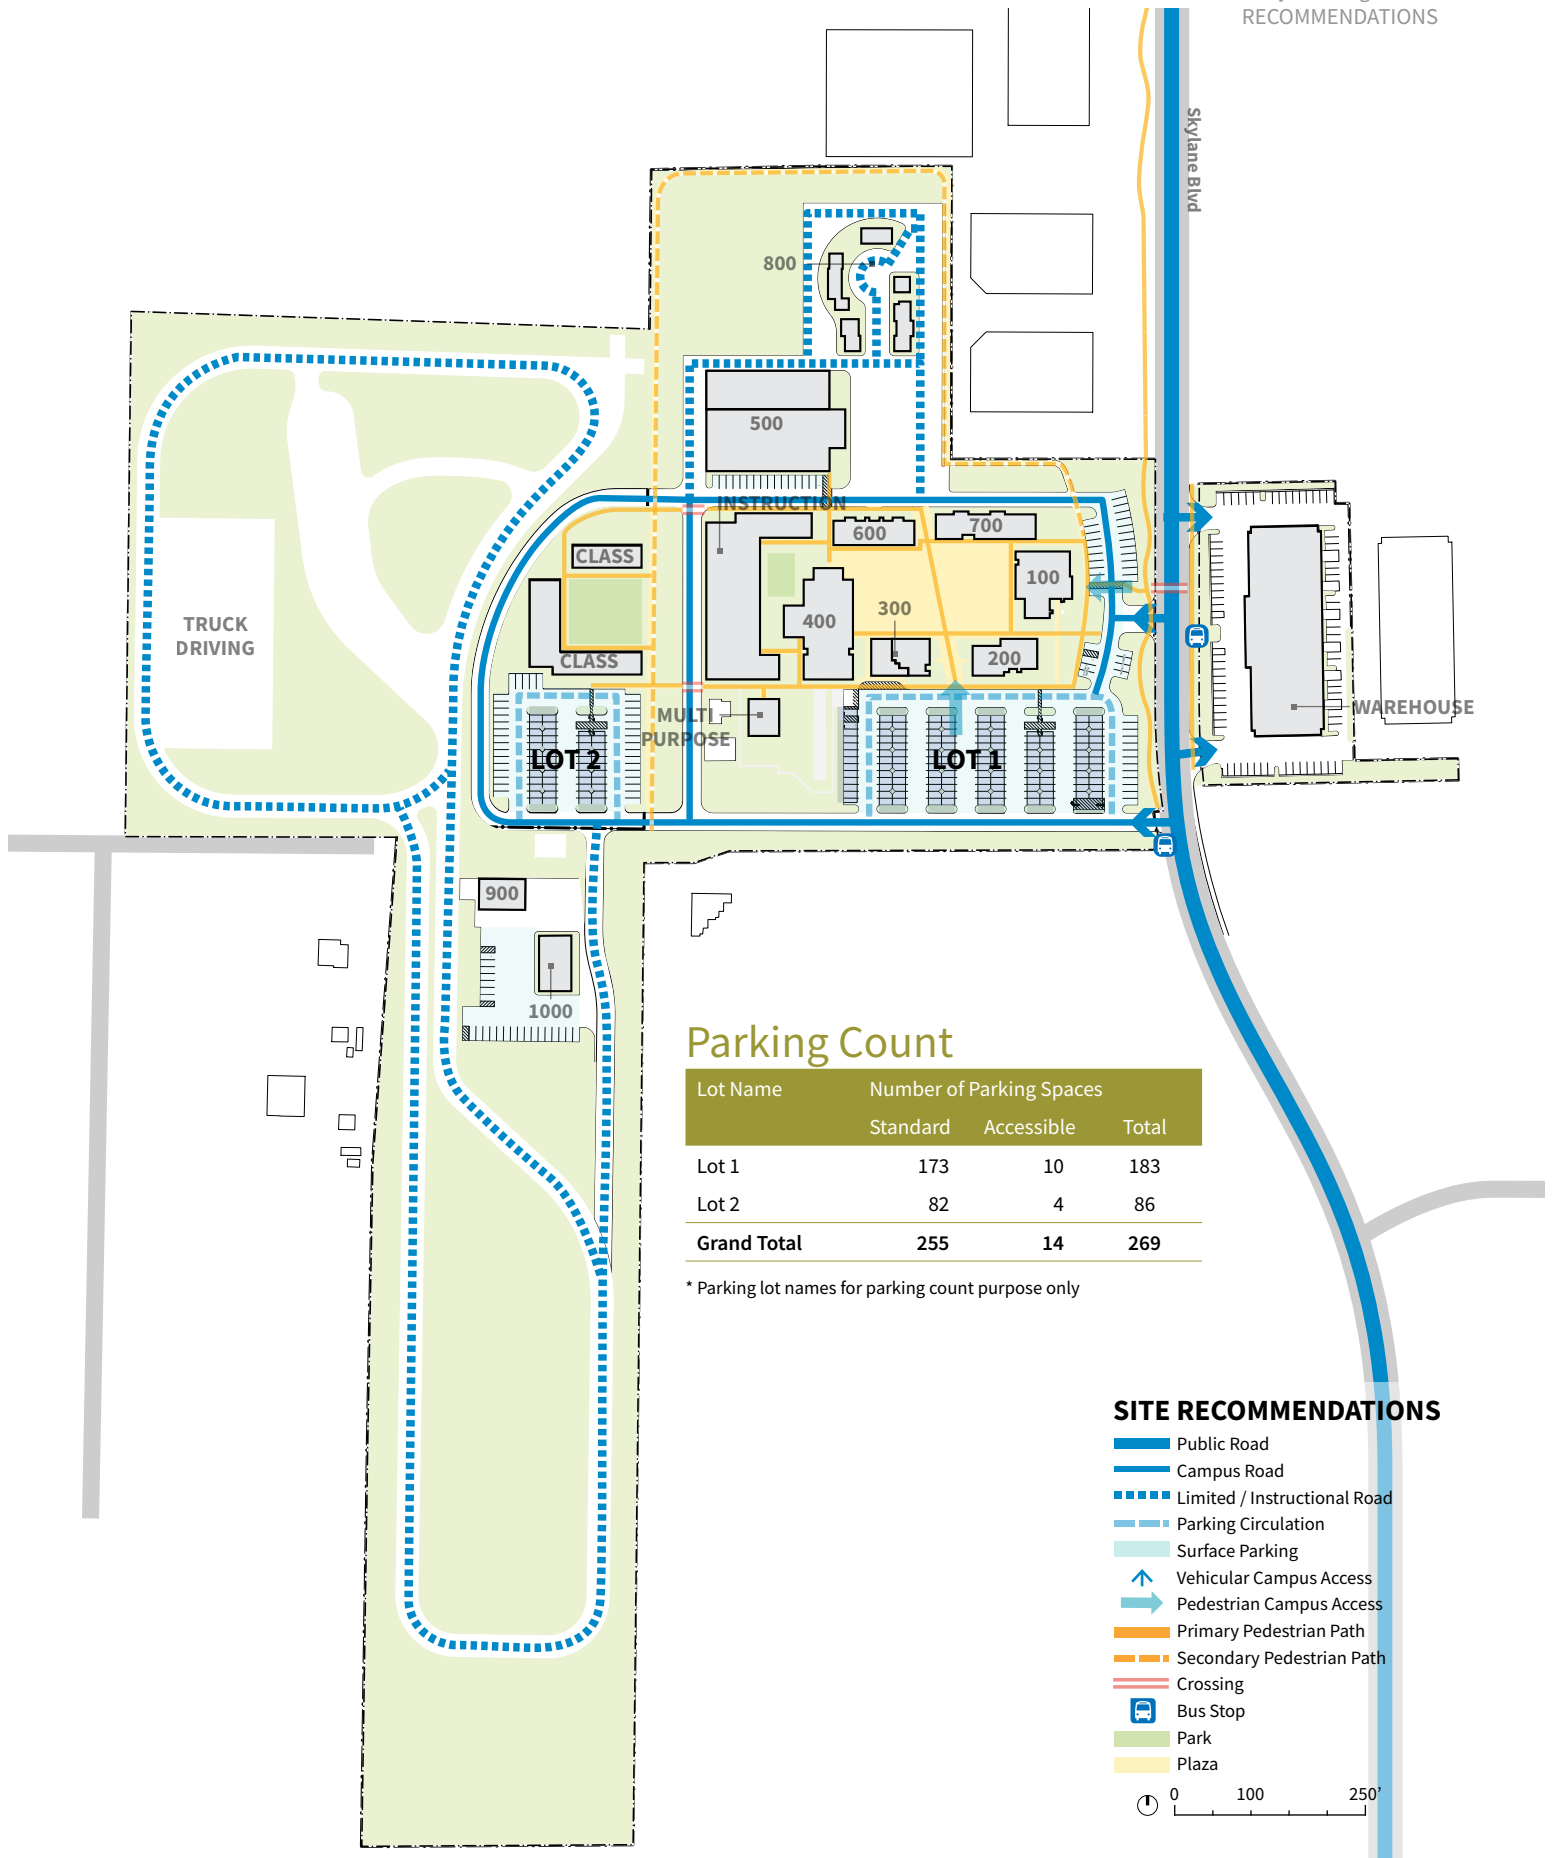 RECOMMENDATIONS
Skylane Blvd
800
500
INSTRUCTION
600
700
CLASS
100
300
400
TRUCK
DRIVING
200
CLASS
MULTI
PURPOSE
WAREHOUSE
LOT 2
LOT 1
900
1000
Parking Count
Lot Name Number of Parking Spaces
Standard Accessible Total
Lot 1 173 10 183
Lot 2 82 4 86
Grand Total 255 14 269
* Parking lot names for parking count purpose only
SITE RECOMMENDATIONS
Public Road
Campus Road
Limited / Instructional Road
Parking Circulation
Surface Parking
Vehicular Campus Access
Pedestrian Campus Access
Primary Pedestrian Path
Secondary Pedestrian Path
Crossing
Bus Stop
Park
Plaza
0 100 250'